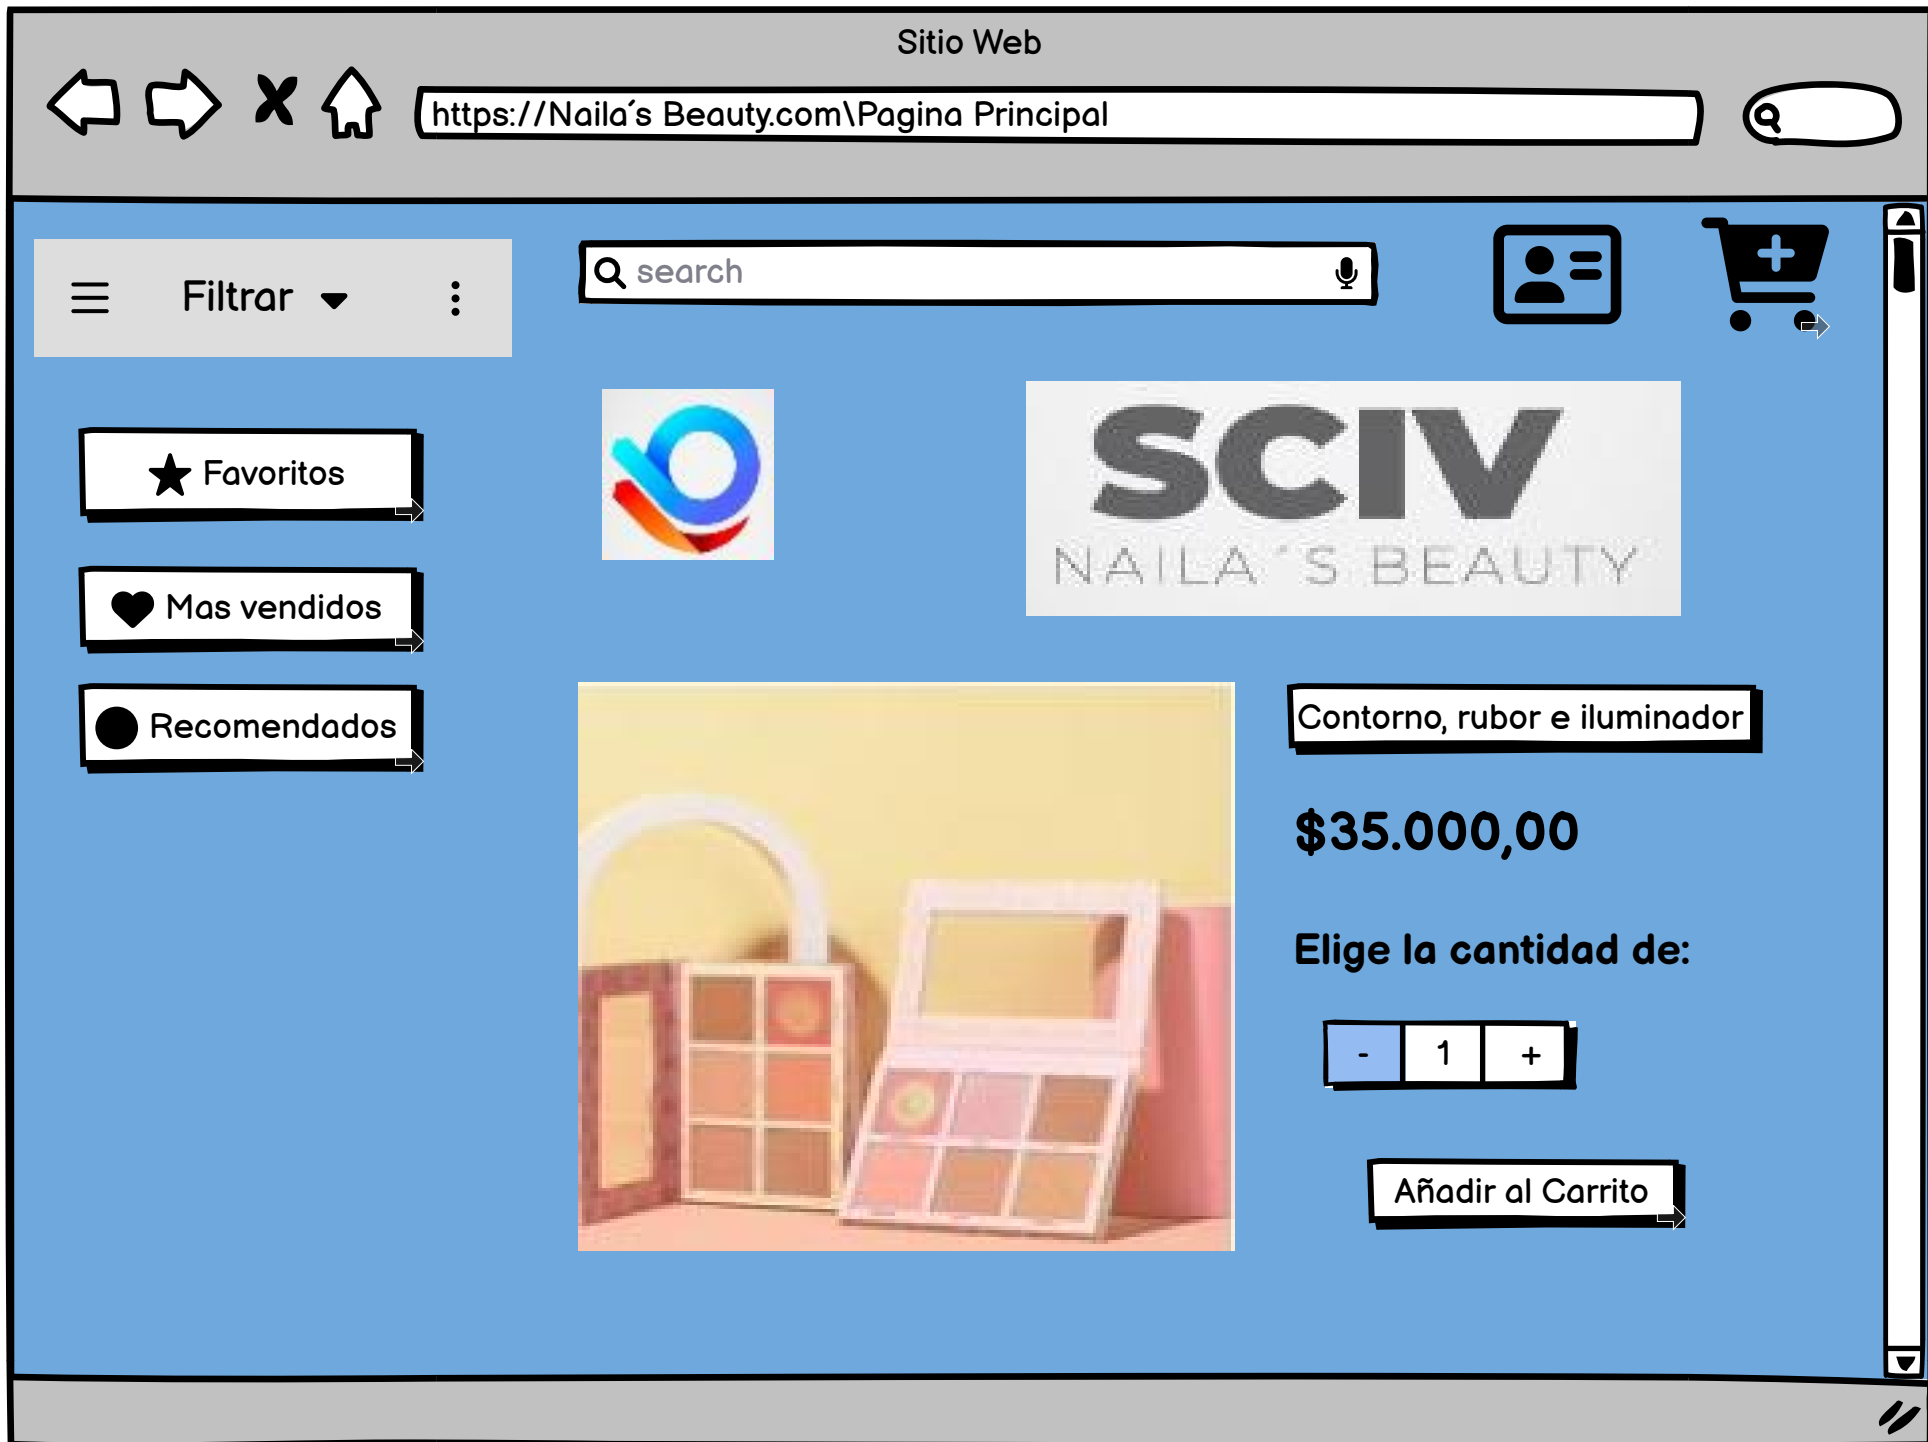 Sitio Web
https://Naila´s Beauty.com\Pagina Principal
Filtrar
search
Favoritos
SCIV
NAILA´S BEAUTY
Mas vendidos
Recomendados
Contorno, rubor e iluminador
$35.000,00
Elige la cantidad de:
- 1 +
Añadir al Carrito